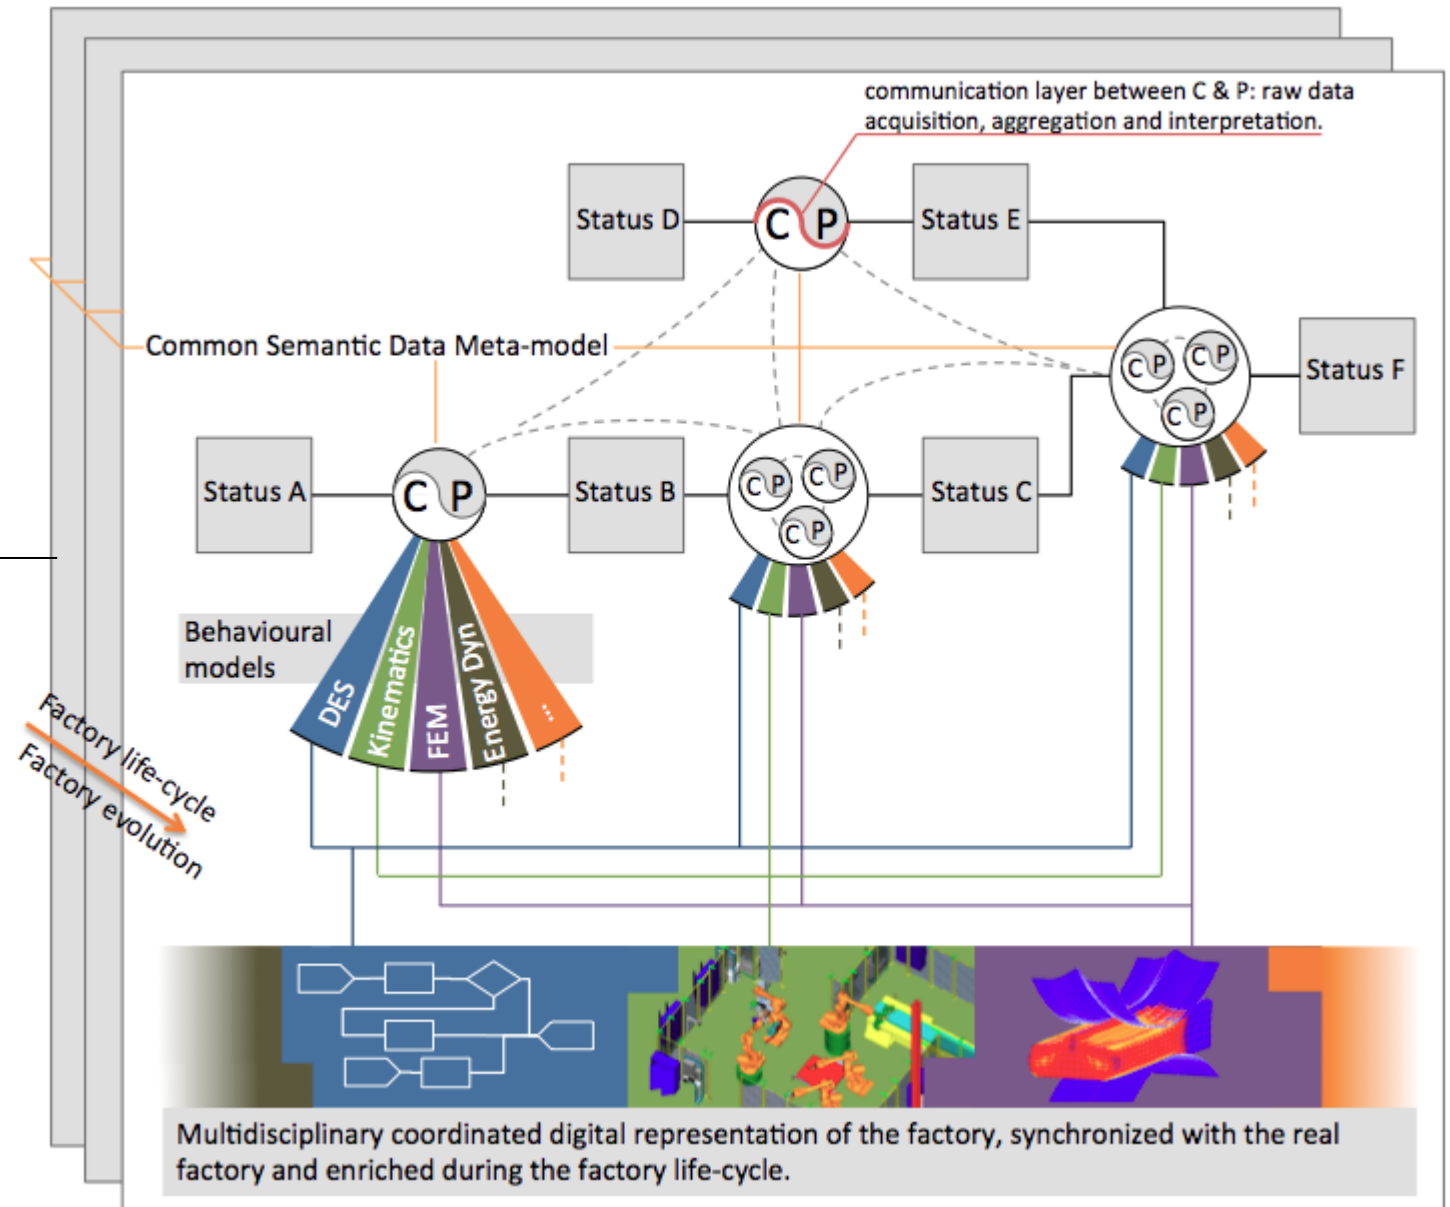 communication layer between C & P: raw data
acquisition, aggregation and interpretation.
Status D
C P
Status E
Common Semantic Data Meta-model
C P
C P
C P
Status F
Status A
C P
Status B
C P
C P
C P
Status C
Behavioural
models
DES
Kinematics
FEM
Energy Dyn
...
Factory life-cycle
Factory evolution
Multidisciplinary coordinated digital representation of the factory, synchronized with the real
factory and enriched during the factory life-cycle.